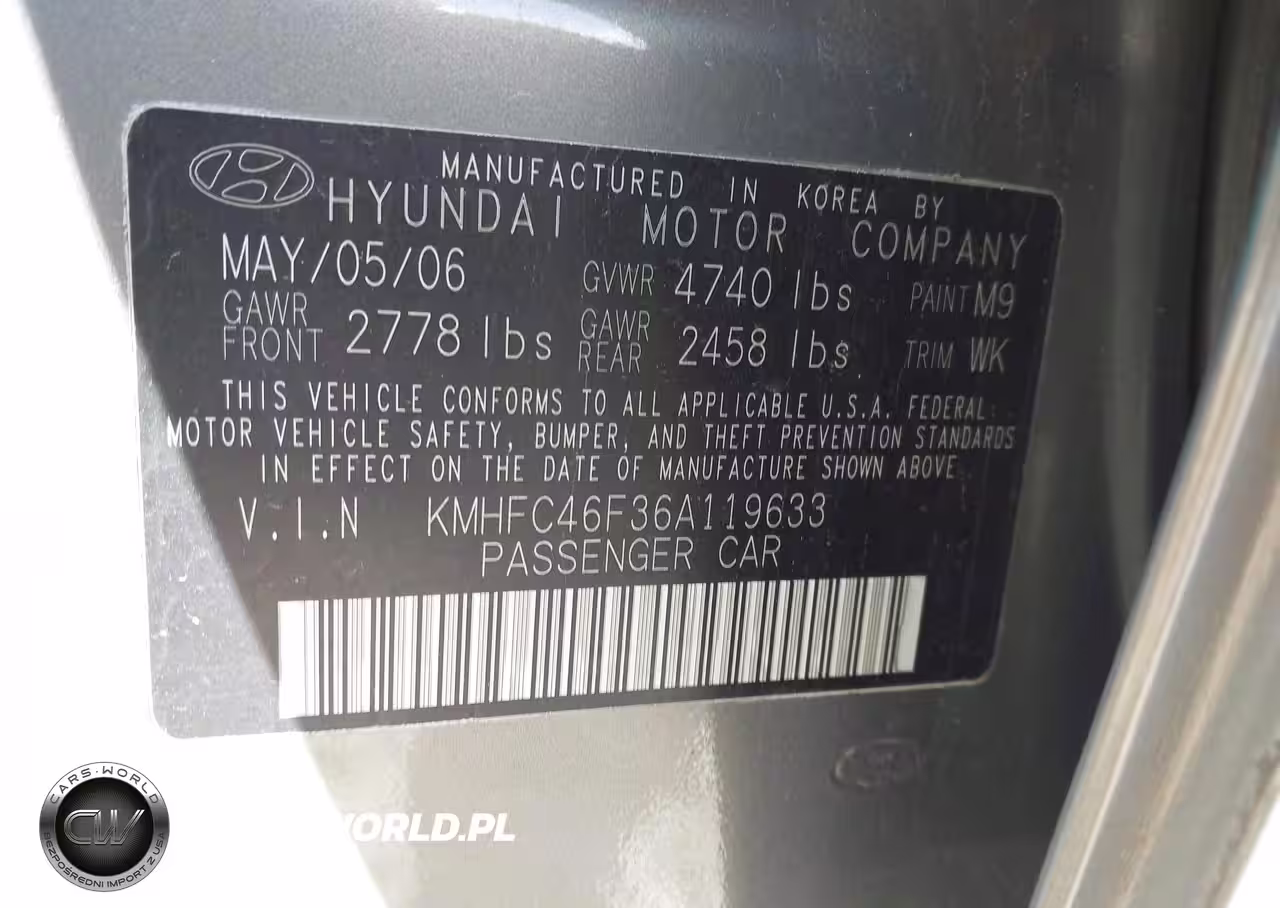 MANUFACTURED IN KOREA BY
HYUNDAI MOTOR COMPANY
MAY/05/06 GVWR 4740 lbs PAINT M9
GAWR FRONT 2778 lbs GAWR REAR 2458 lbs TRIM WK
THIS VEHICLE CONFORMS TO ALL APPLICABLE U.S.A. FEDERAL
MOTOR VEHICLE SAFETY, BUMPER, AND THEFT PREVENTION STANDARDS
IN EFFECT ON THE DATE OF MANUFACTURE SHOWN ABOVE.
V.I.N KMHFC46F36A119633
PASSENGER CAR
CARS-WORLD
CW
BEZPOŚREDNI IMPORT Z USA
WORLD.PL